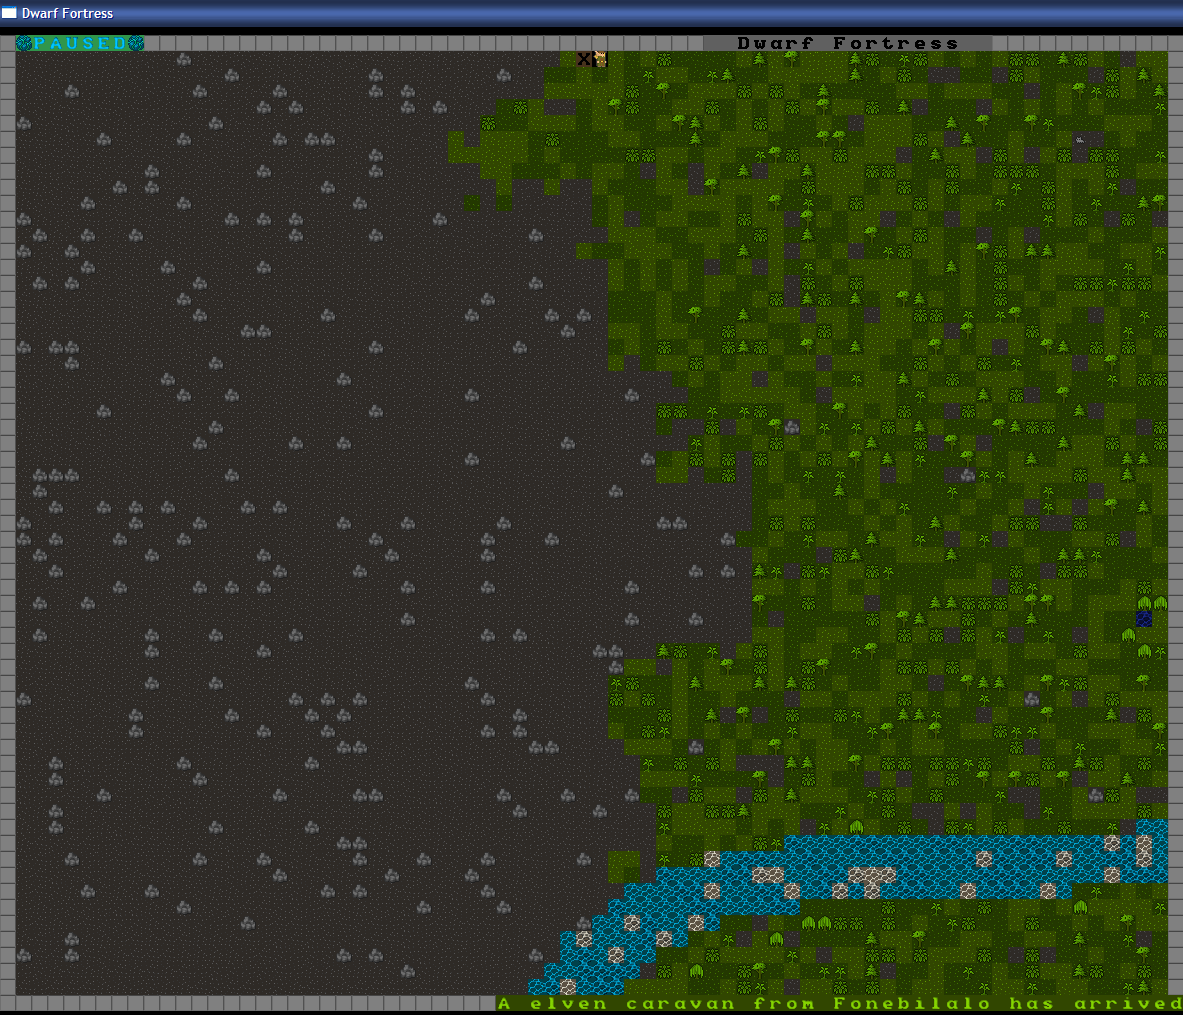 Dwarf Fortress
PAUSED
Dwarf Fortress
X
A elven caravan from Fonebilalo has arrived